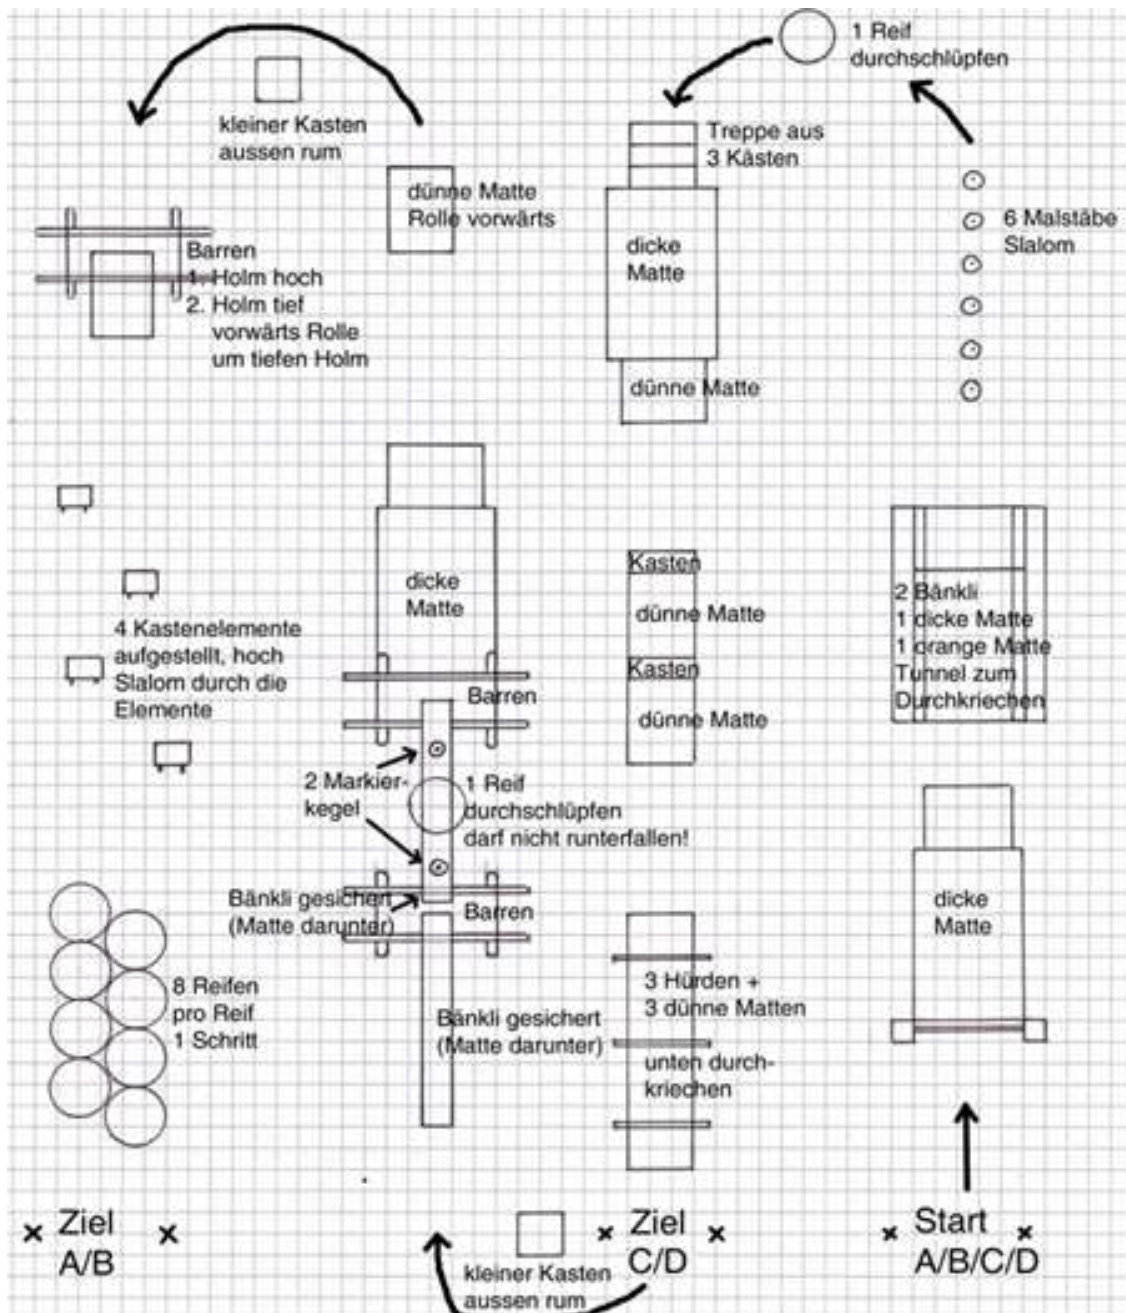 1 Reif
durchschlüpfen
kleiner Kasten
aussen rum
Treppe aus
3 Kästen
dünne Matte
Rolle vorwärts
6 Malstäbe
Slalom
dicke
Matte
Barren
1. Holm hoch
2. Holm tief
vorwärts Rolle
um tiefen Holm
dünne Matte
dicke
Matte
Kasten
dünne Matte
Kasten
dünne Matte
2 Bänkli
1 dicke Matte
1 orange Matte
Tunnel zum
Durchkriechen
4 Kastenelemente
aufgestellt, hoch
Slalom durch die
Elemente
Barren
2 Markier-
kegel
1 Reif
durchschlüpfen
darf nicht runterfallen!
Bänkli gesichert
(Matte darunter)
Barren
dicke
Matte
8 Reifen
pro Reif
1 Schritt
Bänkli gesichert
(Matte darunter)
3 Hürden +
3 dünne Matten
unten durch-
kriechen
Ziel
A/B
kleiner Kasten
aussen rum
Ziel
C/D
Start
A/B/C/D